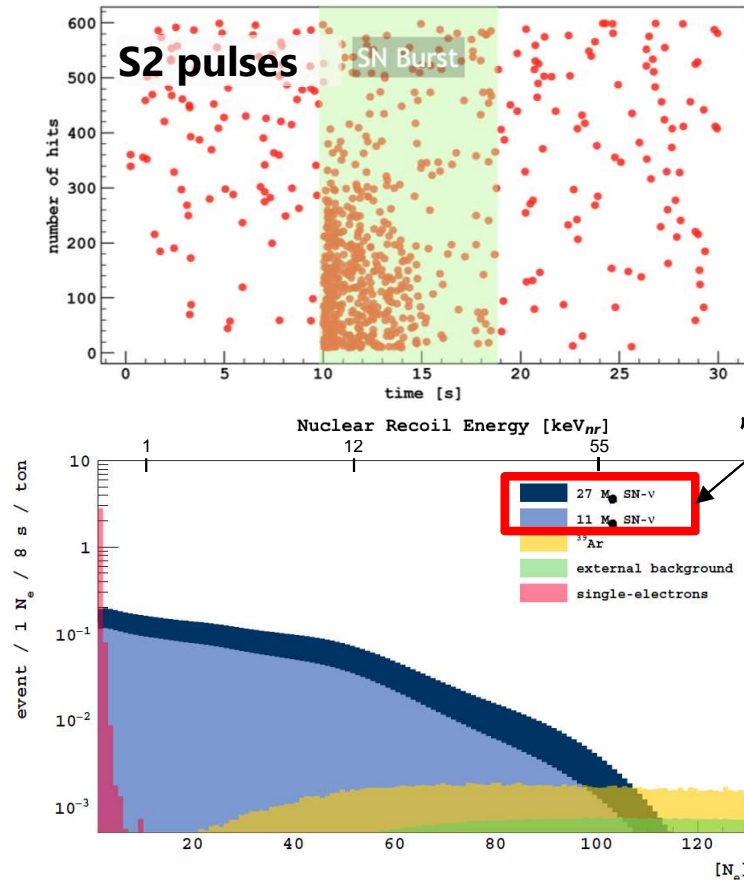 S2 pulses
SN Burst
600
500
400
300
200
100
0
number of hits
0 5 10 15 20 25 30
time [s]
Nuclear Recoil Energy [keVnr]
1 12 55
10
1
10⁻¹
10⁻²
10⁻³
event / 1 Ne / 8 s / ton
27 M SN-ν
11 M SN-ν
³⁹Ar
external background
single-electrons
20 40 60 80 100 120
[Ne]